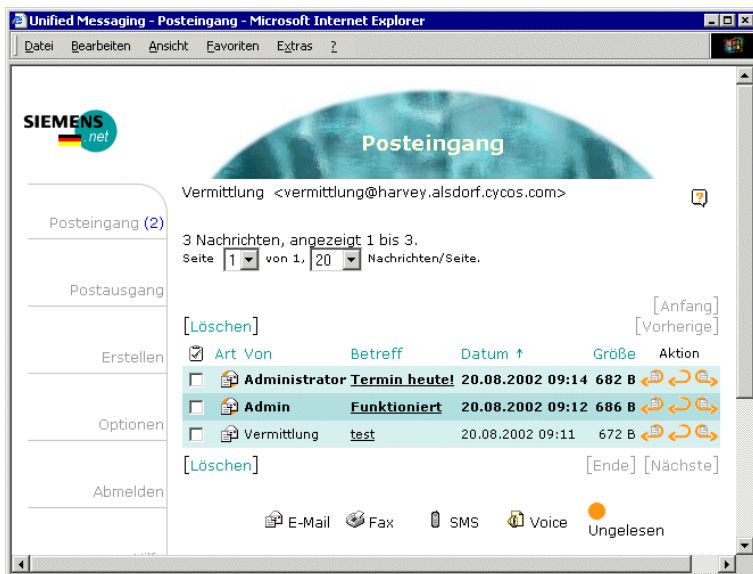 Unified Messaging - Posteingang - Microsoft Internet Explorer
Datei Bearbeiten Ansicht Favoriten Extras ?
SIEMENS
.net
Posteingang
Vermittlung <vermittlung@harvey.alsdorf.cycos.com>
Posteingang (2)
3 Nachrichten, angezeigt 1 bis 3.
Seite 1 von 1, 20 Nachrichten/Seite.
Postausgang
[Anfang]
[Löschen] [Vorherige]
Erstellen
Art Von Betreff Datum ↑ Größe Aktion
Administrator Termin heute! 20.08.2002 09:14 682 B
Admin Funktioniert 20.08.2002 09:12 686 B
Optionen
Vermittlung test 20.08.2002 09:11 672 B
[Löschen] [Ende] [Nächste]
Abmelden
E-Mail Fax SMS Voice Ungelesen